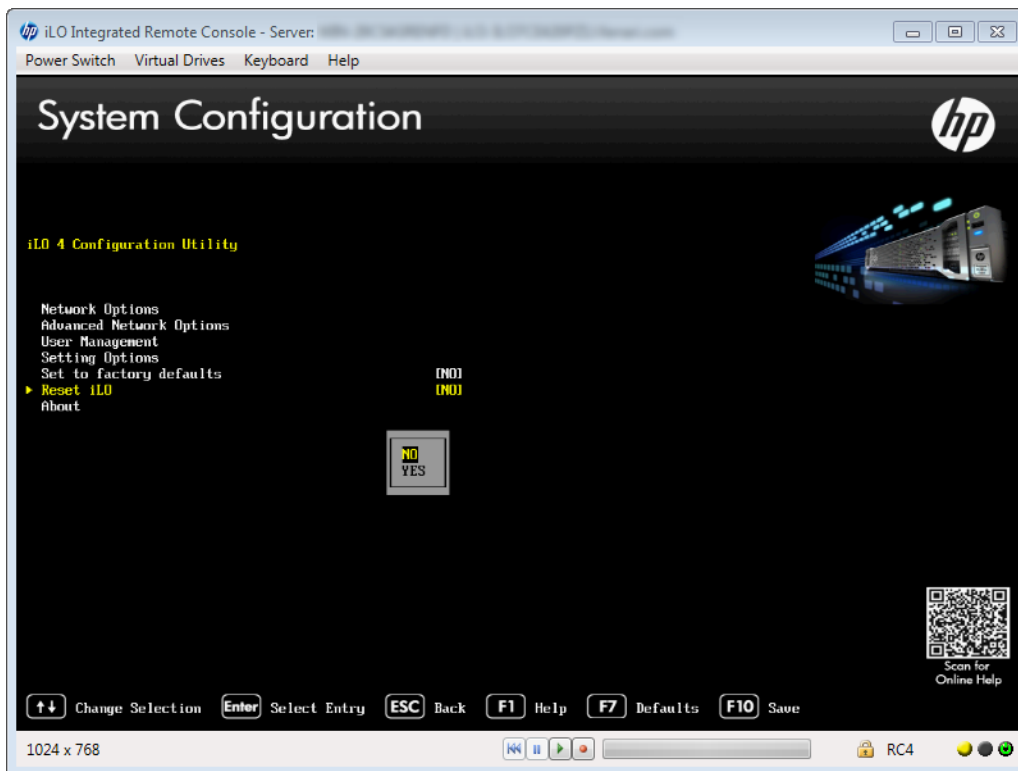 hp iLO Integrated Remote Console - Server:
Power Switch Virtual Drives Keyboard Help
System Configuration
hp
iLO 4 Configuration Utility
Network Options
Advanced Network Options
User Management
Setting Options
Set to factory defaults [NO]
Reset iLO [NO]
About
NO
YES
Scan for
Online Help
↑↓ Change Selection Enter Select Entry ESC Back F1 Help F7 Defaults F10 Save
1024 x 768 RC4